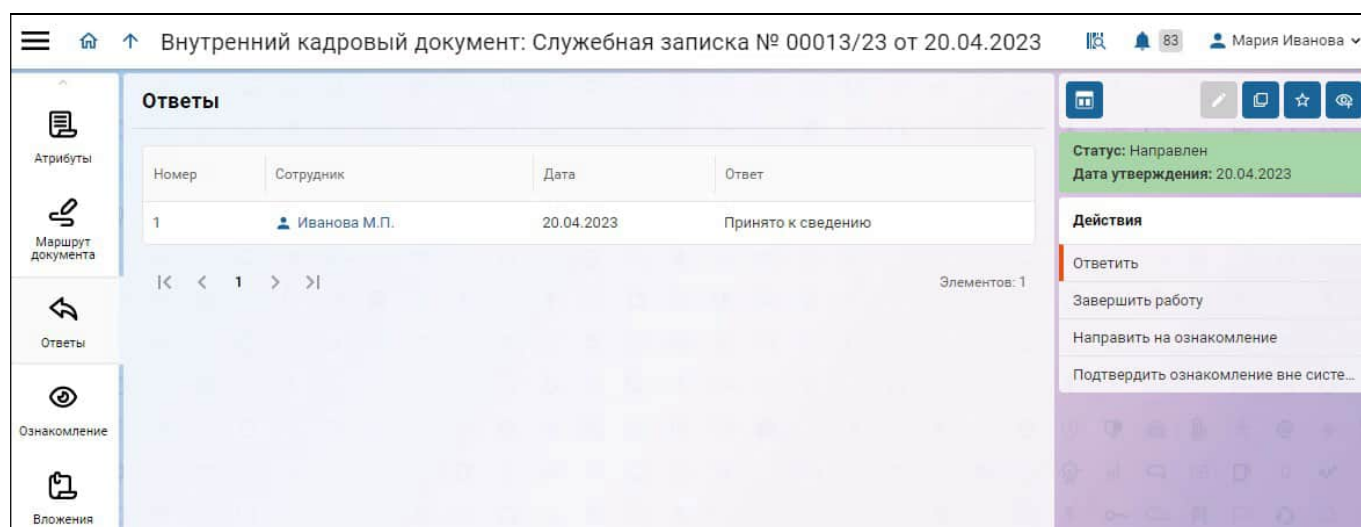 Внутренний кадровый документ: Служебная записка № 00013/23 от 20.04.2023
83
Мария Иванова
Атрибуты
Маршрут
документа
Ответы
Ознакомление
Вложения
Ответы
Номер Сотрудник Дата Ответ
1 Иванова М.П. 20.04.2023 Принято к сведению
1
Элементов: 1
Статус: Направлен
Дата утверждения: 20.04.2023
Действия
Ответить
Завершить работу
Направить на ознакомление
Подтвердить ознакомление вне систе...